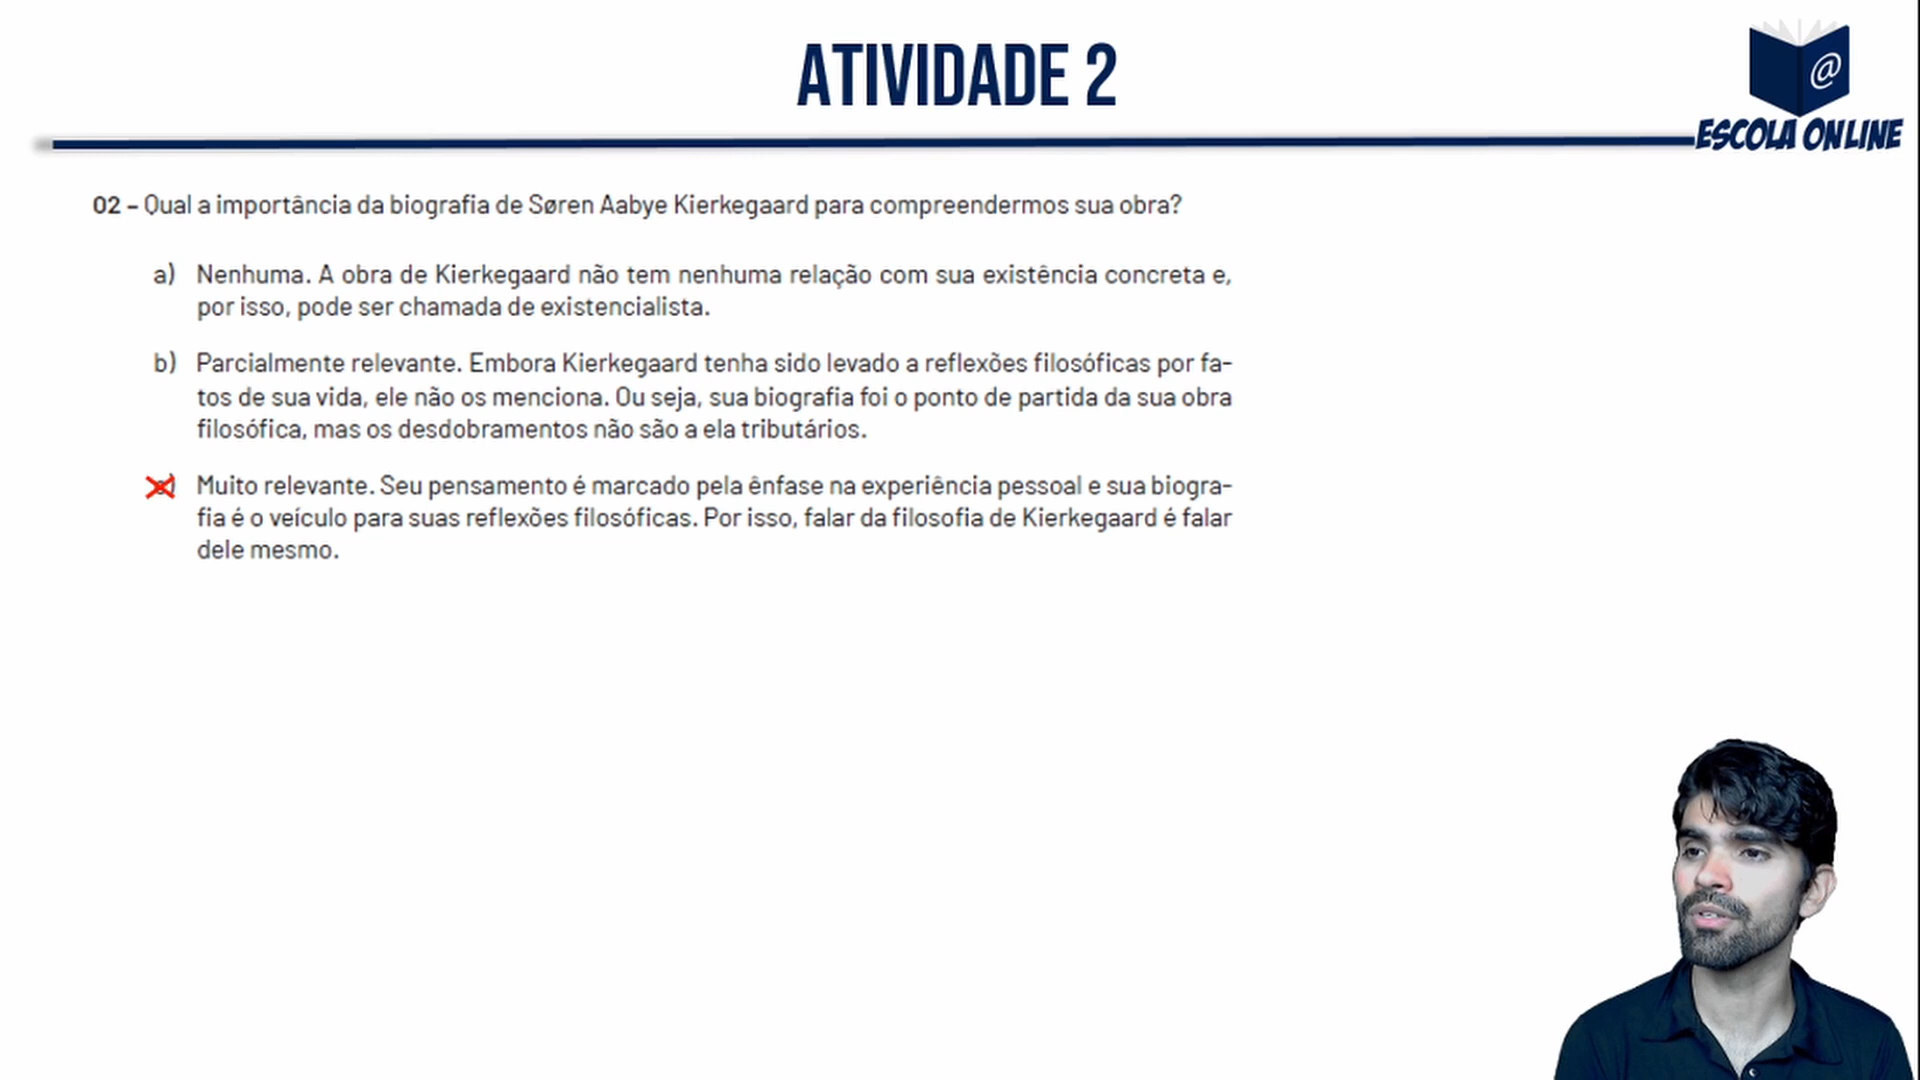 ATIVIDADE 2
@
ESCOLA ONLINE
02 – Qual a importância da biografia de Søren Aabye Kierkegaard para compreendermos sua obra?
a) Nenhuma. A obra de Kierkegaard não tem nenhuma relação com sua existência concreta e,
por isso, pode ser chamada de existencialista.
b) Parcialmente relevante. Embora Kierkegaard tenha sido levado a reflexões filosóficas por fa-
tos de sua vida, ele não os menciona. Ou seja, sua biografia foi o ponto de partida da sua obra
filosófica, mas os desdobramentos não são a ela tributários.
c) Muito relevante. Seu pensamento é marcado pela ênfase na experiência pessoal e sua biogra-
fia é o veículo para suas reflexões filosóficas. Por isso, falar da filosofia de Kierkegaard é falar
dele mesmo.